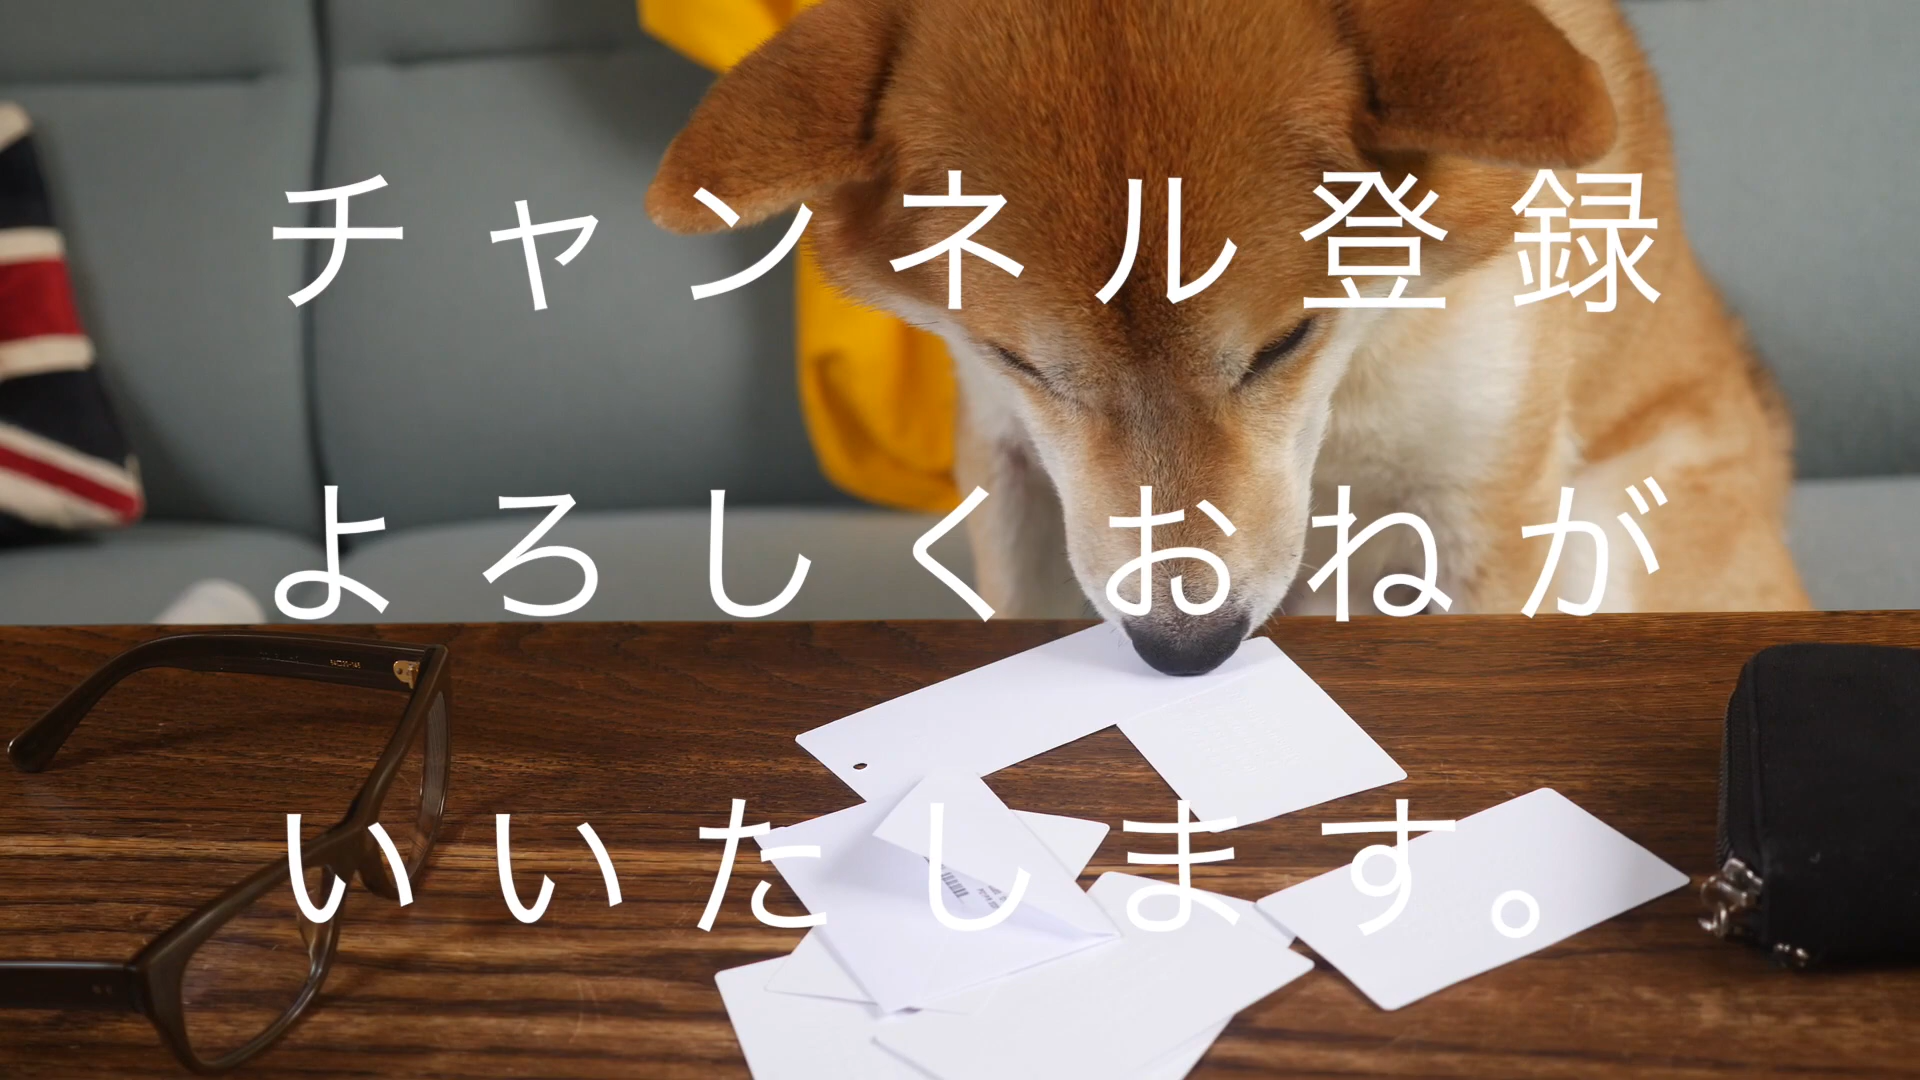 チャンネル登録
よろしくおねが
いいたします。